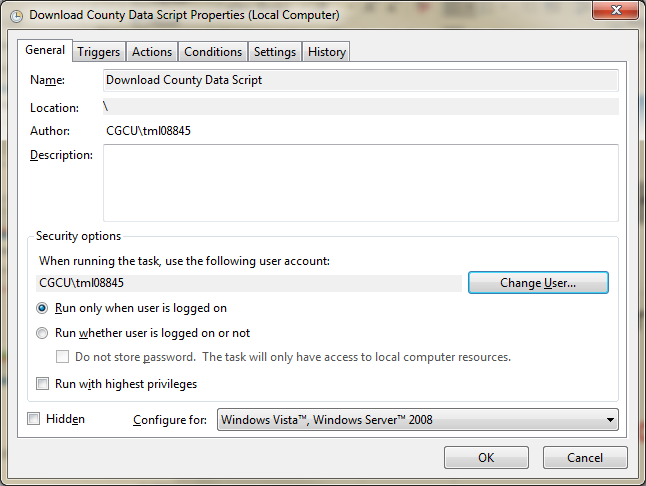 Download County Data Script Properties (Local Computer)
General Triggers Actions Conditions Settings History
Name: Download County Data Script
Location: \
Author: CGCU\tml08845
Description:
Security options
When running the task, use the following user account:
CGCU\tml08845 Change User...
Run only when user is logged on
Run whether user is logged on or not
Do not store password. The task will only have access to local computer resources.
Run with highest privileges
Hidden Configure for: Windows Vista™, Windows Server™ 2008
OK Cancel